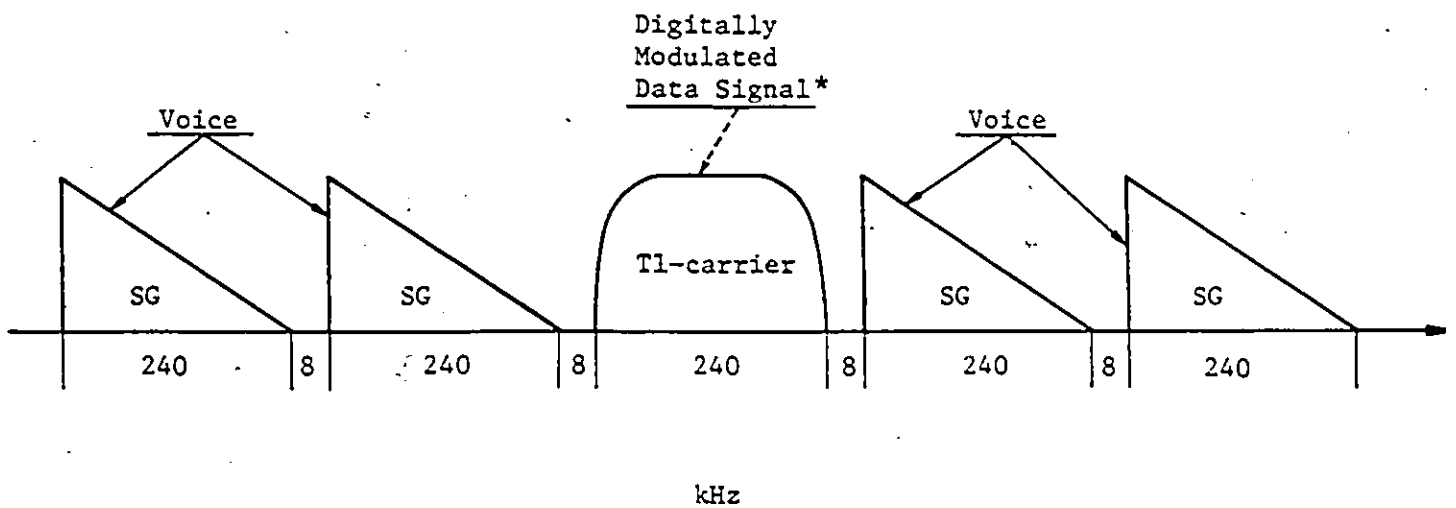 Digitally
Modulated
Data Signal*
Voice Voice
T1-carrier
SG SG SG SG
240 8 240 8 240 8 240 8 240
kHz